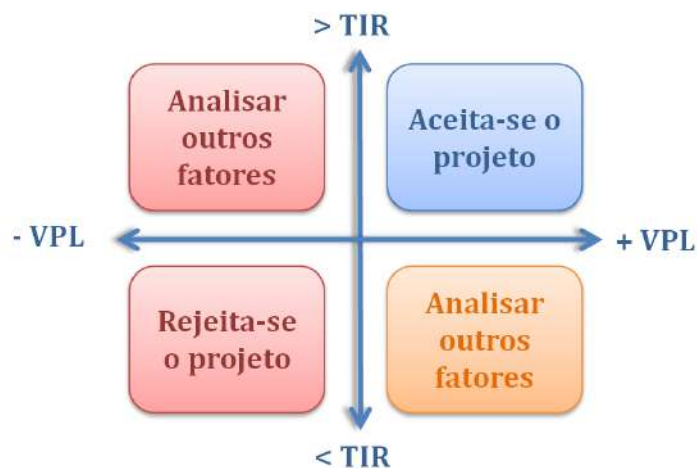 > TIR
Analisar
outros
fatores
Aceita-se o
projeto
- VPL
+ VPL
Rejeita-se
o projeto
Analisar
outros
fatores
< TIR